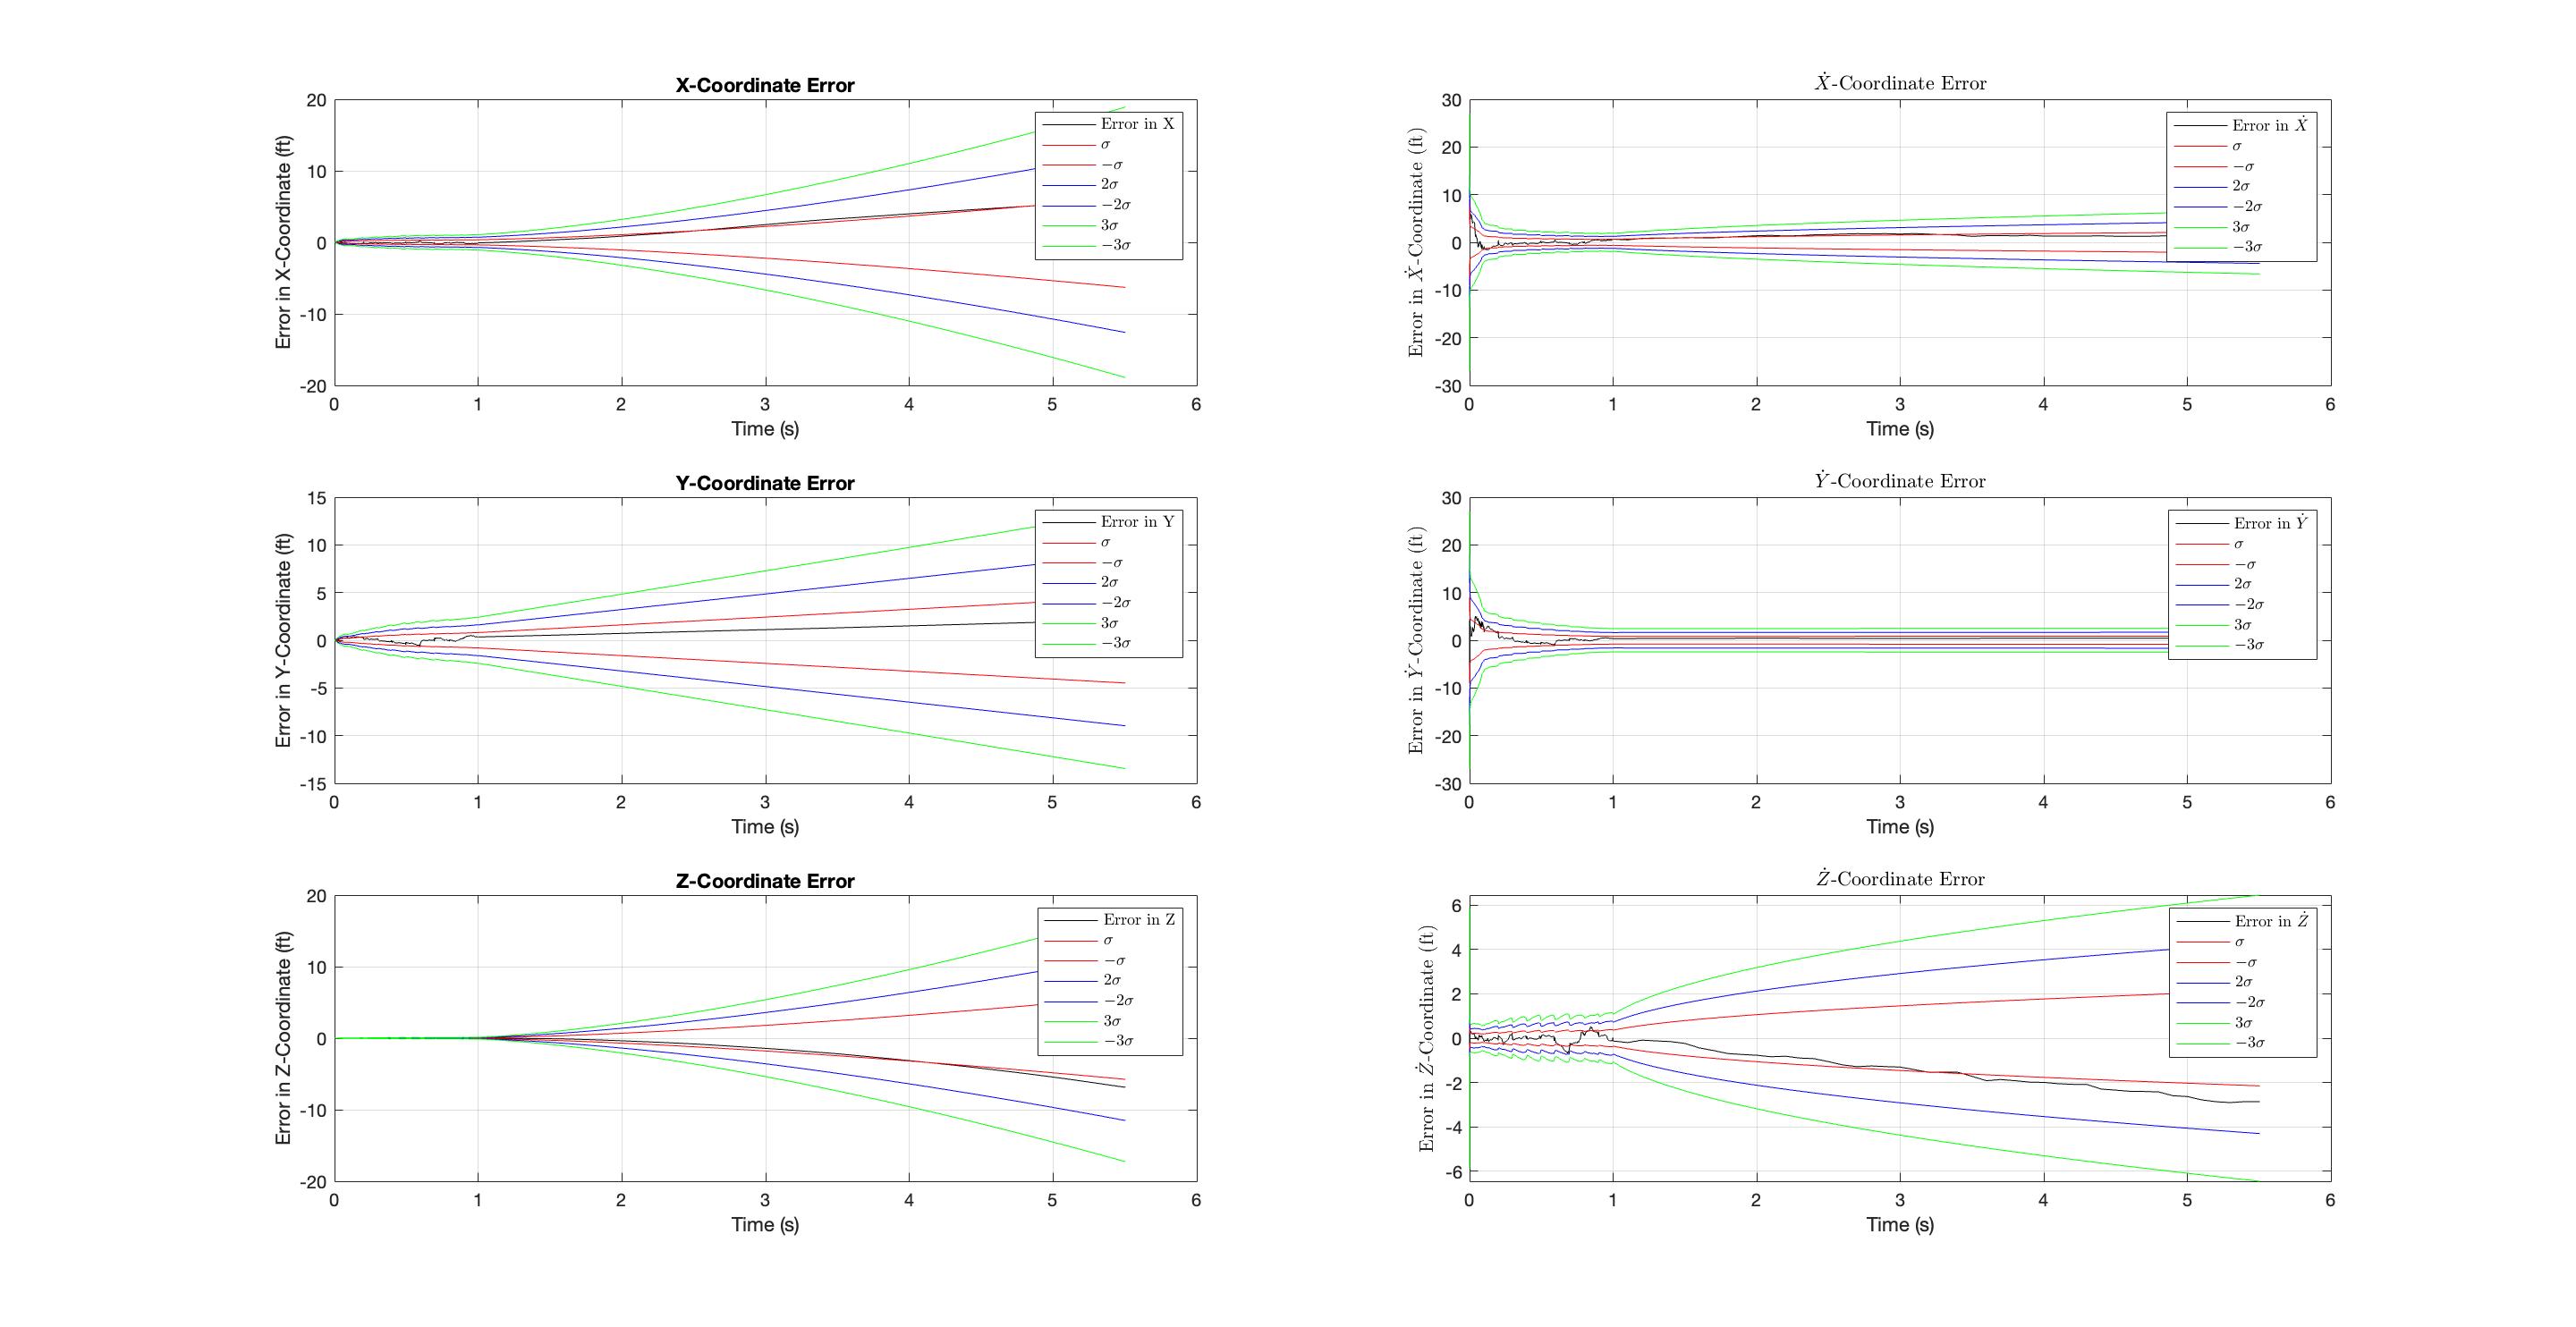 X-Coordinate Error
Error in X-Coordinate (ft)
20
10
0
-10
-20
0 1 2 3 4 5 6
Time (s)
Error in X
σ
−σ
2σ
−2σ
3σ
−3σ
Ẋ-Coordinate Error
Error in Ẋ-Coordinate (ft)
30
20
10
0
-10
-20
-30
0 1 2 3 4 5 6
Time (s)
Error in Ẋ
σ
−σ
2σ
−2σ
3σ
−3σ
Y-Coordinate Error
Error in Y-Coordinate (ft)
15
10
5
0
-5
-10
-15
0 1 2 3 4 5 6
Time (s)
Error in Y
σ
−σ
2σ
−2σ
3σ
−3σ
Ẏ-Coordinate Error
Error in Ẏ-Coordinate (ft)
30
20
10
0
-10
-20
-30
0 1 2 3 4 5 6
Time (s)
Error in Ẏ
σ
−σ
2σ
−2σ
3σ
−3σ
Z-Coordinate Error
Error in Z-Coordinate (ft)
20
10
0
-10
-20
0 1 2 3 4 5 6
Time (s)
Error in Z
σ
−σ
2σ
−2σ
3σ
−3σ
Ż-Coordinate Error
Error in Ż-Coordinate (ft)
6
4
2
0
-2
-4
-6
0 1 2 3 4 5 6
Time (s)
Error in Ż
σ
−σ
2σ
−2σ
3σ
−3σ